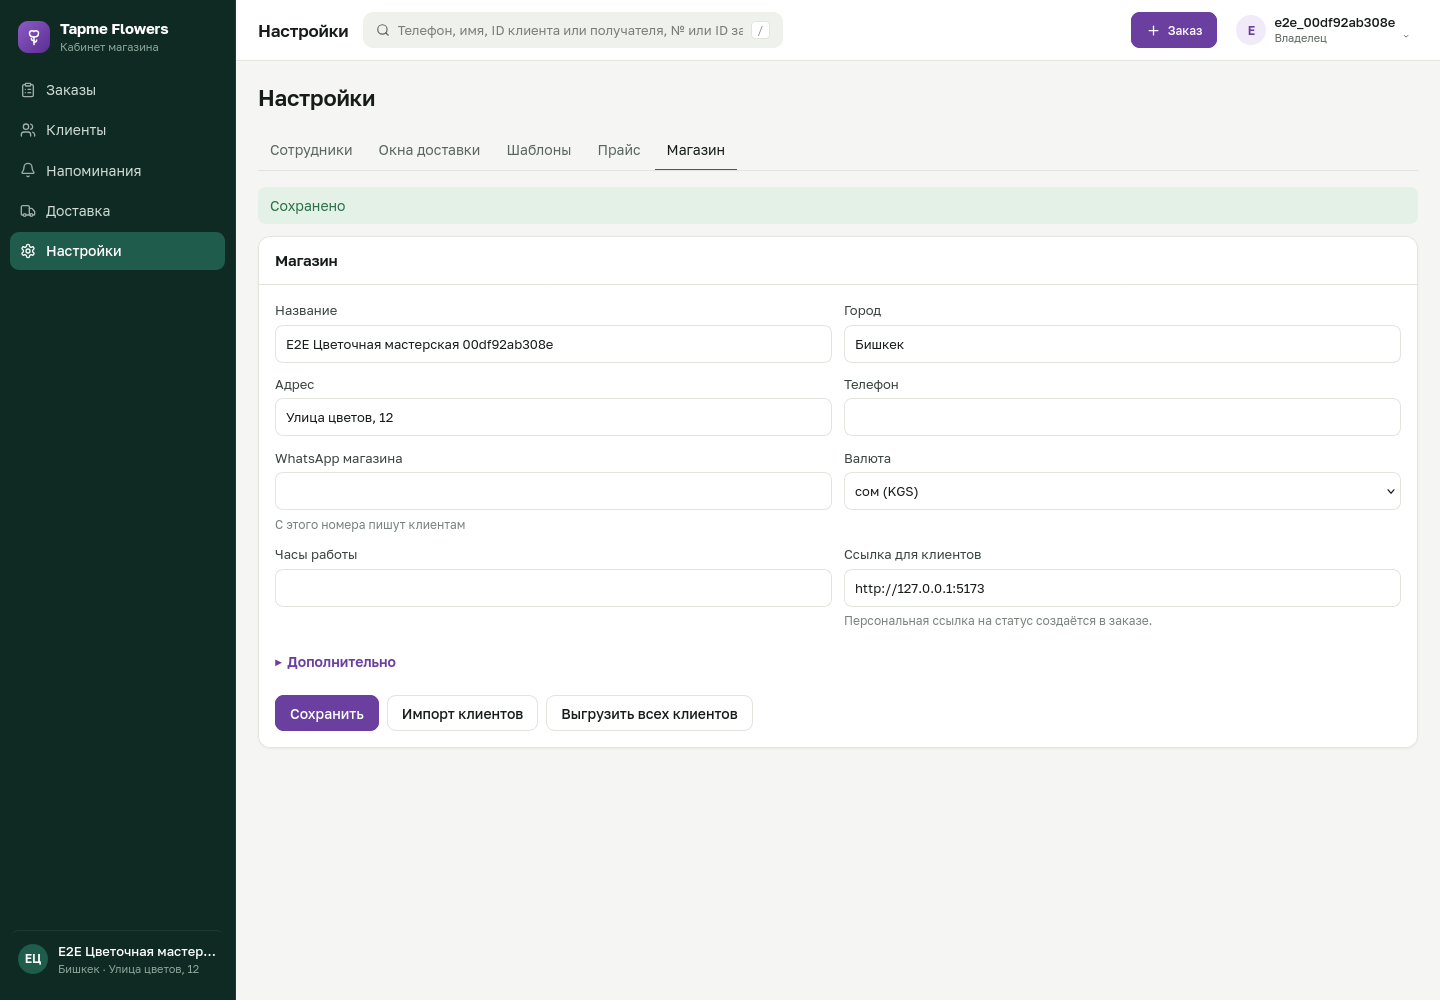 Tapme Flowers
Кабинет магазина
Заказы
Клиенты
Напоминания
Доставка
Настройки
E2E Цветочная мастер...
Бишкек · Улица цветов, 12
ЕЦ
Настройки
Телефон, имя, ID клиента или получателя, № или ID за
/
+ Заказ
E
e2e_00df92ab308e
Владелец
Настройки
Сотрудники
Окна доставки
Шаблоны
Прайс
Магазин
Сохранено
Магазин
Название
Город
E2E Цветочная мастерская 00df92ab308e
Бишкек
Адрес
Телефон
Улица цветов, 12
WhatsApp магазина
Валюта
сом (KGS)
С этого номера пишут клиентам
Часы работы
Ссылка для клиентов
http://127.0.0.1:5173
Персональная ссылка на статус создаётся в заказе.
Дополнительно
Сохранить
Импорт клиентов
Выгрузить всех клиентов